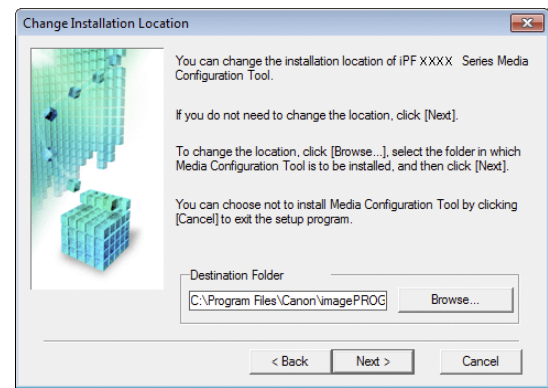 Change Installation Location
You can change the installation location of iPF XXXX Series Media
Configuration Tool.
If you do not need to change the location, click [Next].
To change the location, click [Browse...], select the folder in which
Media Configuration Tool is to be installed, and then click [Next].
You can choose not to install Media Configuration Tool by clicking
[Cancel] to exit the setup program.
Destination Folder
C:\Program Files\Canon\imagePROG
Browse...
< Back
Next >
Cancel